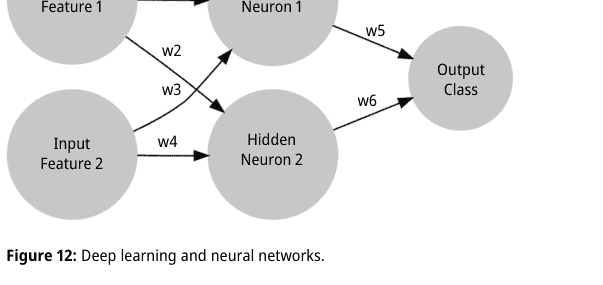 Feature 1
Neuron 1
w5
w2
Output
Class
w3
w6
w4
Input
Feature 2
Hidden
Neuron 2
Figure 12: Deep learning and neural networks.